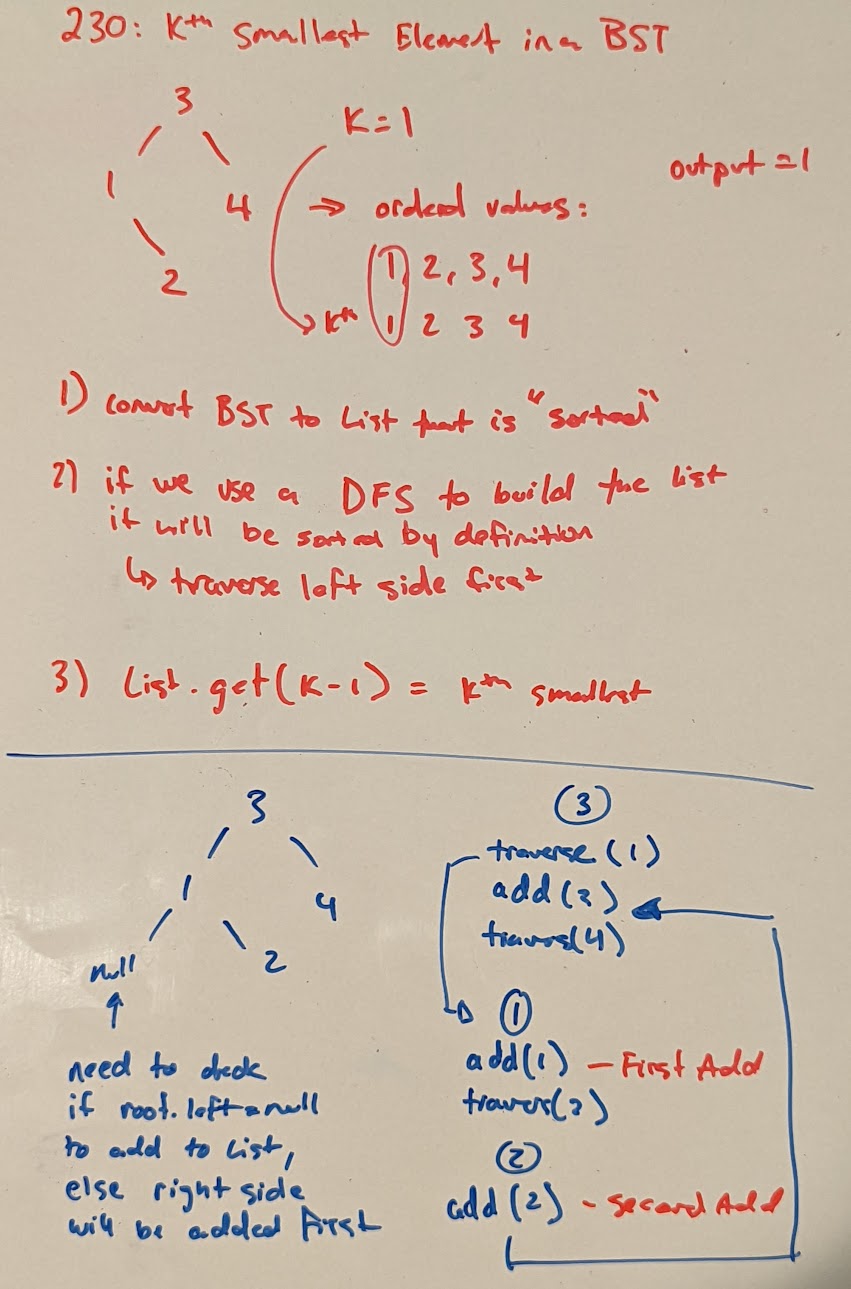 230: Kth Smallest Element in a BST
3
K=1
output = 1
1
4
⇒ ordered values:
2
1, 2, 3, 4
Kth 1 2 3 4
1) convert BST to List that is "sorted"
2) if we use a DFS to build the list
it will be sorted by definition
↳ traverse left side first
3) List.get(K-1) = Kth smallest
3
1
4
null
2
need to check
if root.left = null
to add to list,
else right side
will be added First
3
traverse(1)
add(3)
travers(4)
1
add(1) - First Add
travers(2)
2
add(2) - Second Add